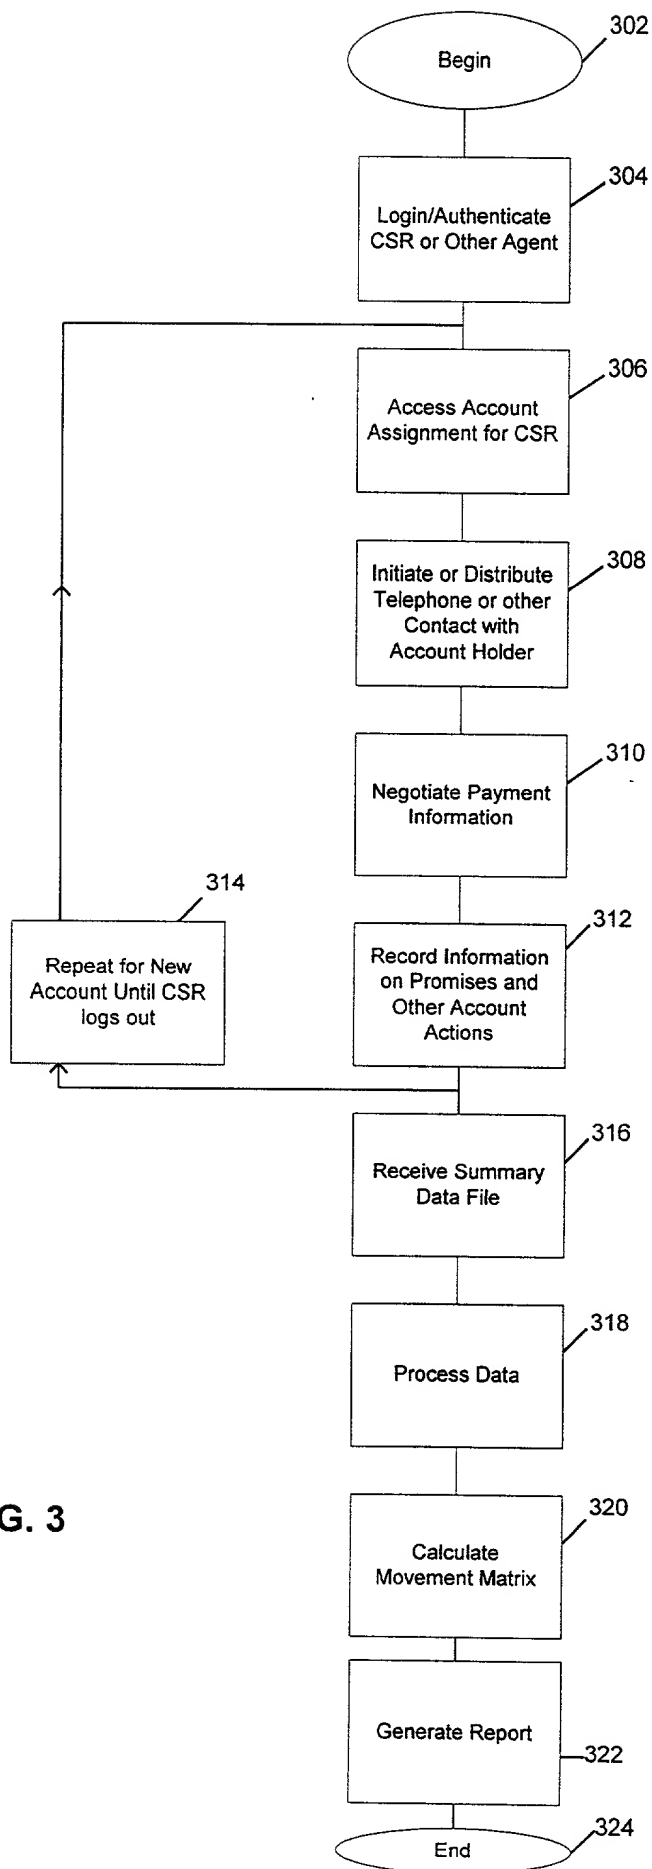 Begin
302
Login/Authenticate
CSR or Other Agent
304
Access Account
Assignment for CSR
306
Initiate or Distribute
Telephone or other
Contact with
Account Holder
308
Negotiate Payment
Information
310
Record Information
on Promises and
Other Account
Actions
312
Repeat for New
Account Until CSR
logs out
314
Receive Summary
Data File
316
Process Data
318
Calculate
Movement Matrix
320
Generate Report
322
End
324
G. 3